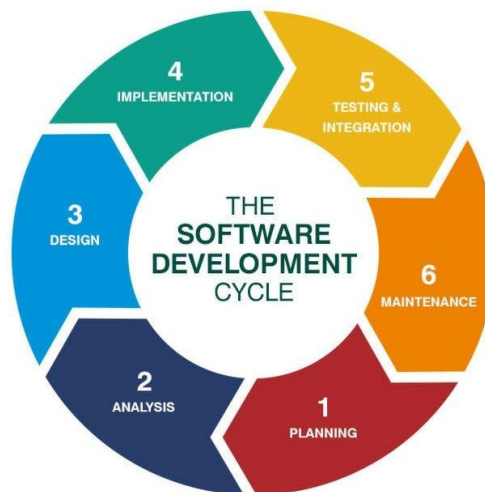 THE
SOFTWARE
DEVELOPMENT
CYCLE
1
PLANNING
2
ANALYSIS
3
DESIGN
4
IMPLEMENTATION
5
TESTING &
INTEGRATION
6
MAINTENANCE